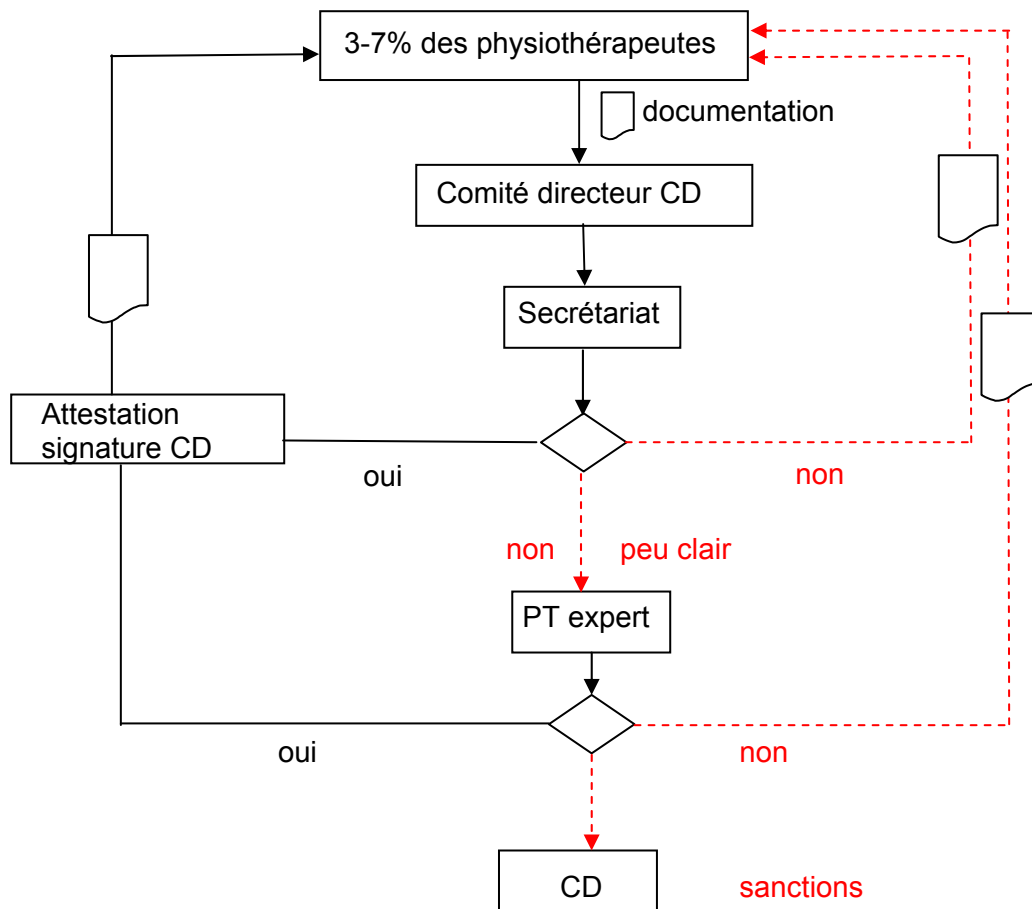 3-7% des physiothérapeutes
documentation
Comité directeur CD
Secrétariat
Attestation
signature CD
oui
non
non
peu clair
PT expert
oui
non
CD
sanctions